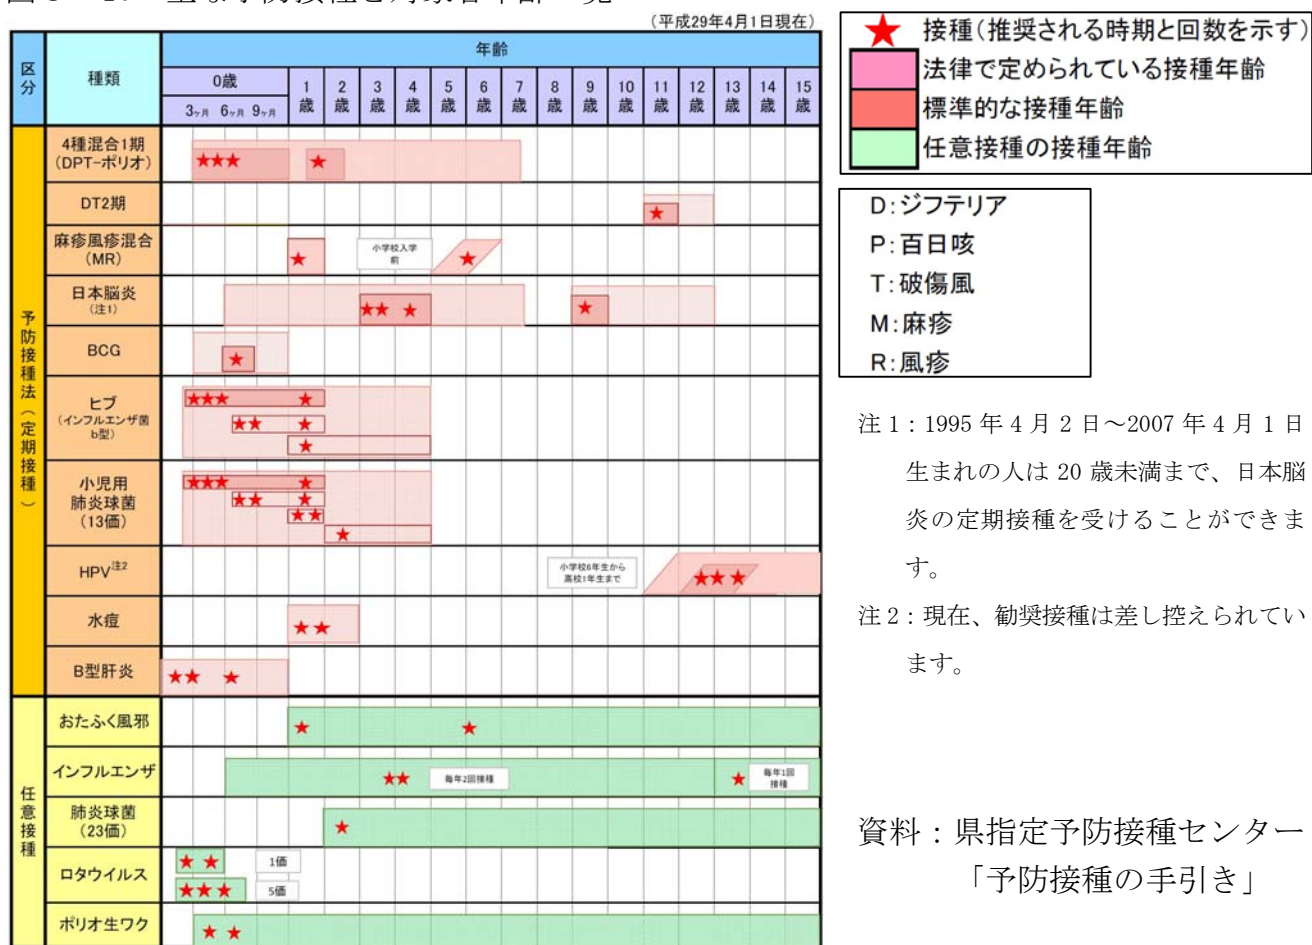 (平成29年4月1日現在)
区分
種類
年齢
0歳
3ヶ月 6ヶ月 9ヶ月
1歳 2歳 3歳 4歳 5歳 6歳 7歳 8歳 9歳 10歳 11歳 12歳 13歳 14歳 15歳
予防接種法(定期接種)
4種混合1期
(DPT-ポリオ)
DT2期
麻疹風疹混合
(MR)
小学校入学
前
日本脳炎
(注1)
BCG
ヒブ
(インフルエンザ菌
b型)
小児用
肺炎球菌
(13価)
HPV注2
小学校6年生から
高校1年生まで
水痘
B型肝炎
任意接種
おたふく風邪
インフルエンザ
毎年2回接種
毎年1回
接種
肺炎球菌
(23価)
ロタウイルス
1価
5価
ポリオ生ワク
接種(推奨される時期と回数を示す)
法律で定められている接種年齢
標準的な接種年齢
任意接種の接種年齢
D:ジフテリア
P:百日咳
T:破傷風
M:麻疹
R:風疹
注1:1995年4月2日~2007年4月1日
生まれの人は20歳未満まで、日本脳
炎の定期接種を受けることができま
す。
注2:現在、勧奨接種は差し控えられてい
ます。
資料:県指定予防接種センター
「予防接種の手引き」